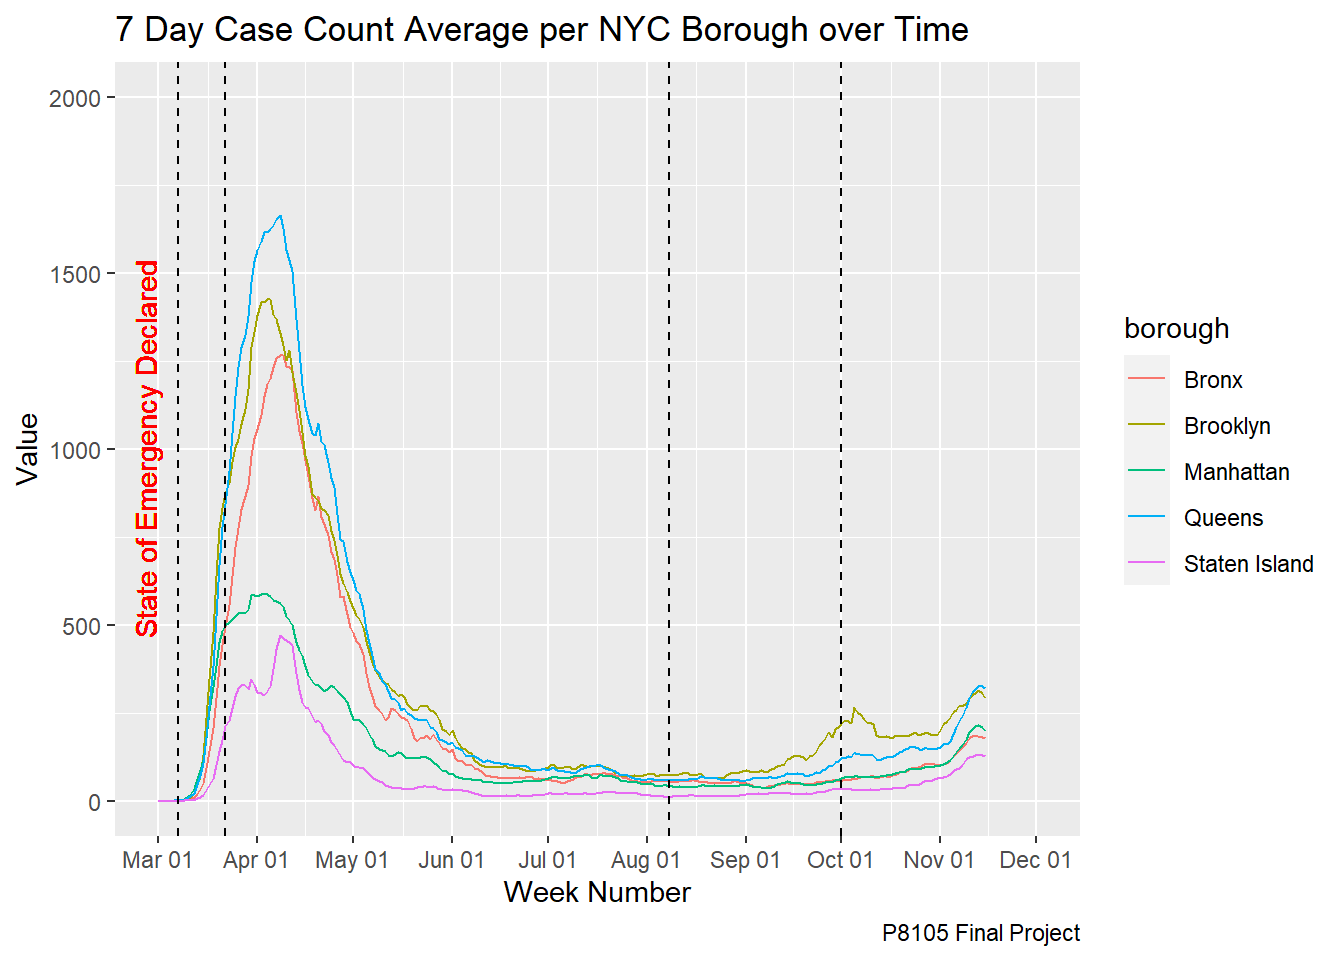 7 Day Case Count Average per NYC Borough over Time
2000
1500
1000
500
0
Value
State of Emergency Declared
Mar 01 Apr 01 May 01 Jun 01 Jul 01 Aug 01 Sep 01 Oct 01 Nov 01 Dec 01
Week Number
borough
Bronx
Brooklyn
Manhattan
Queens
Staten Island
P8105 Final Project